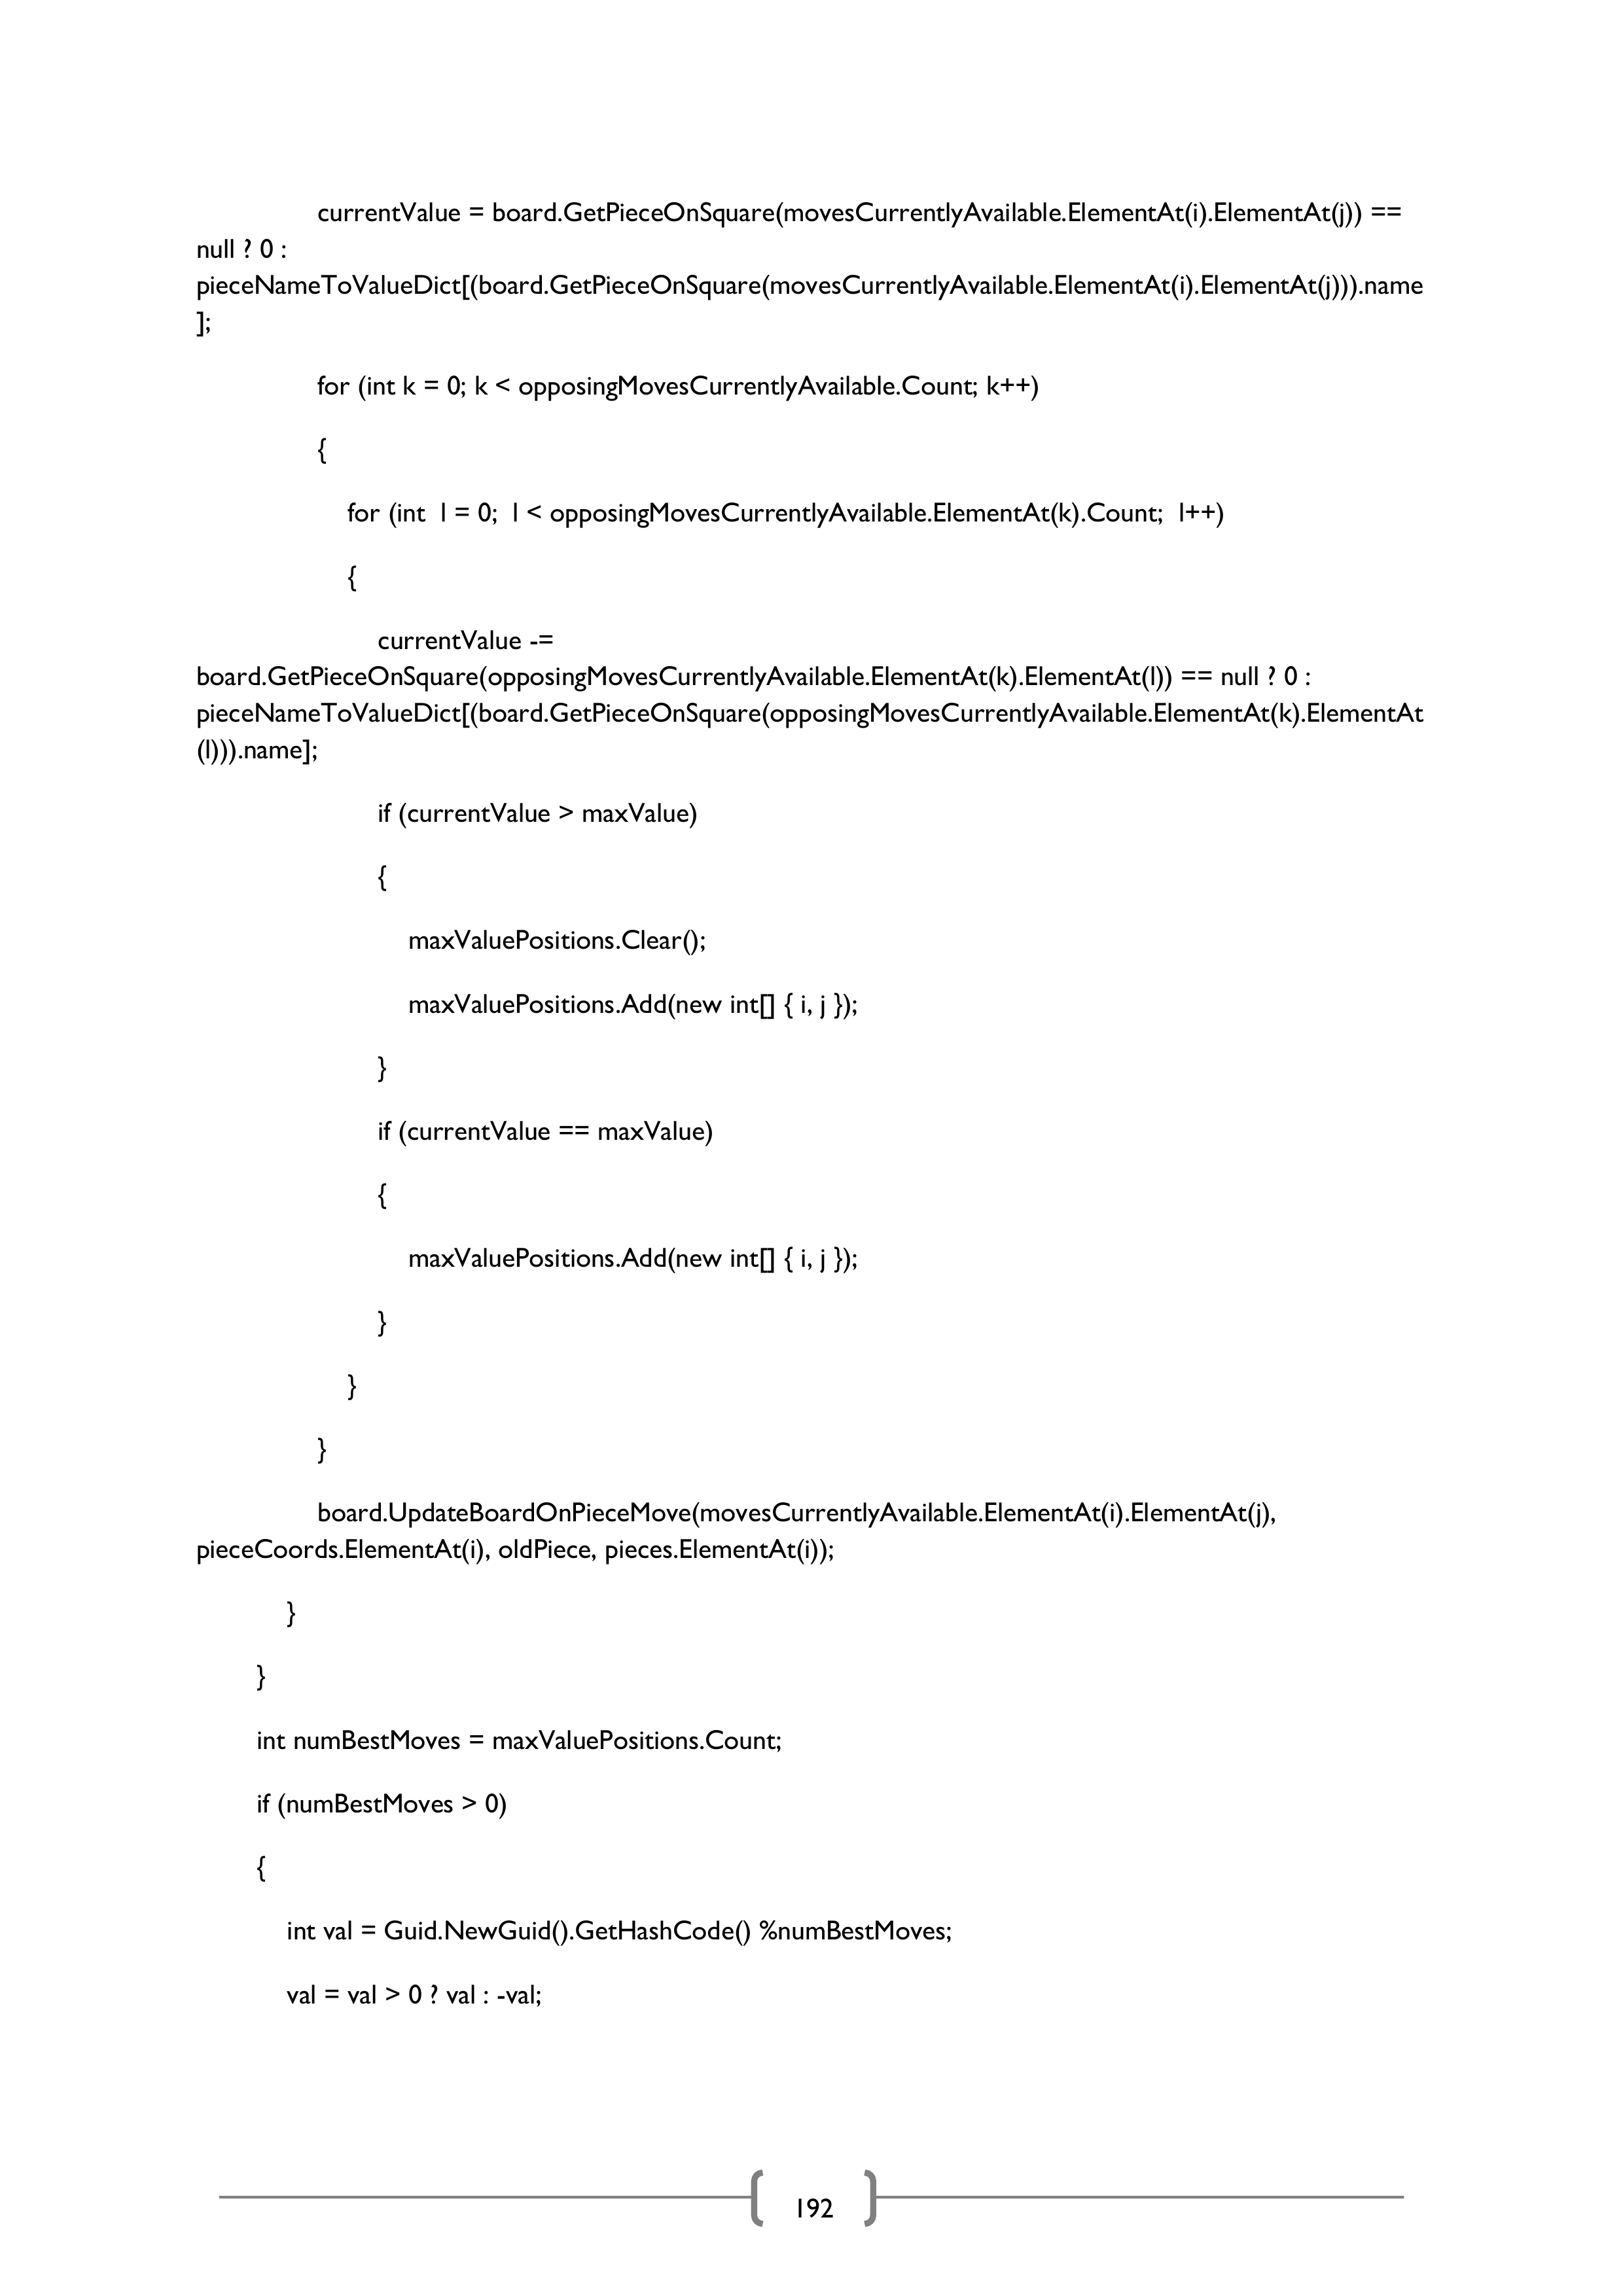 currentValue = board.GetPieceOnSquare(movesCurrentlyAvailable.ElementAt(i).ElementAt(j)) ==
null ? 0 :
pieceNameToValueDict[(board.GetPieceOnSquare(movesCurrentlyAvailable.ElementAt(i).ElementAt(j))).name
];
for (int k = 0; k < opposingMovesCurrentlyAvailable.Count; k++)
{
for (int l = 0; l < opposingMovesCurrentlyAvailable.ElementAt(k).Count; l++)
{
currentValue -=
board.GetPieceOnSquare(opposingMovesCurrentlyAvailable.ElementAt(k).ElementAt(l)) == null ? 0 :
pieceNameToValueDict[(board.GetPieceOnSquare(opposingMovesCurrentlyAvailable.ElementAt(k).ElementAt
(l))).name];
if (currentValue > maxValue)
{
maxValuePositions.Clear();
maxValuePositions.Add(new int[] { i, j });
}
if (currentValue == maxValue)
{
maxValuePositions.Add(new int[] { i, j });
}
}
}
board.UpdateBoardOnPieceMove(movesCurrentlyAvailable.ElementAt(i).ElementAt(j),
pieceCoords.ElementAt(i), oldPiece, pieces.ElementAt(i));
}
}
int numBestMoves = maxValuePositions.Count;
if (numBestMoves > 0)
{
int val = Guid.NewGuid().GetHashCode() %numBestMoves;
val = val > 0 ? val : -val;
192